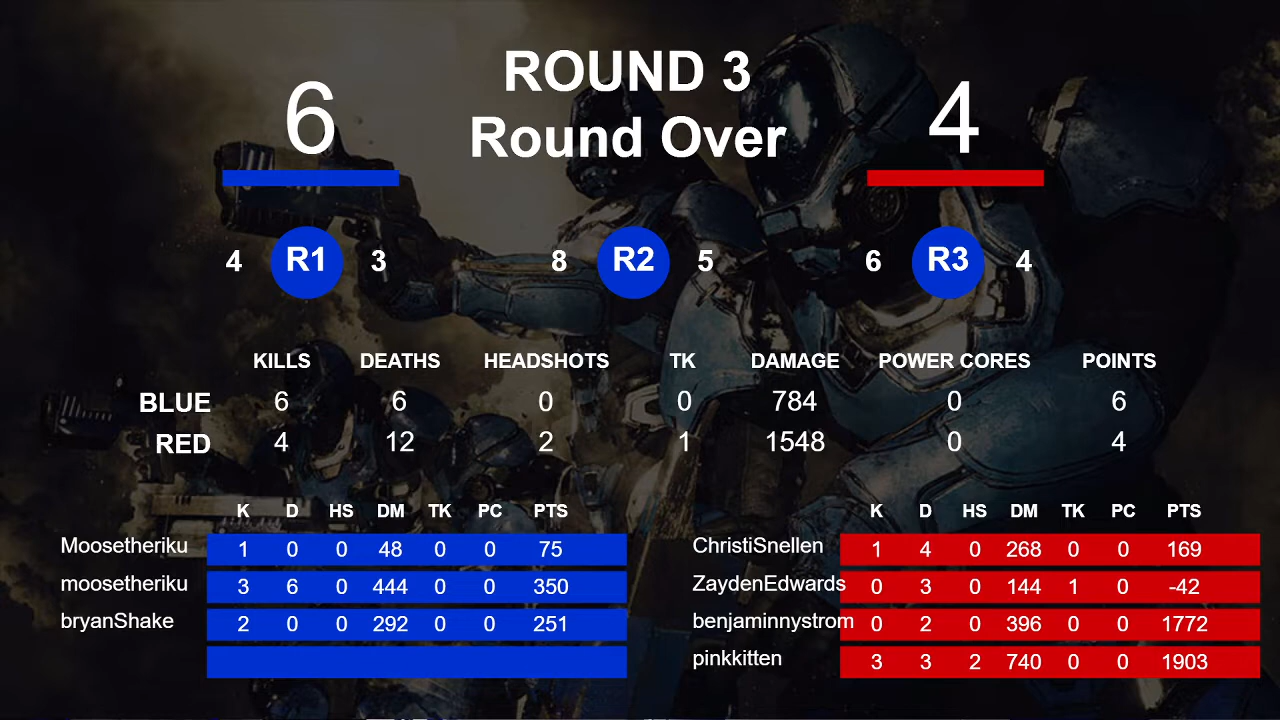 ROUND 3
6 Round Over 4
4 R1 3 8 R2 5 6 R3 4
KILLS DEATHS HEADSHOTS TK DAMAGE POWER CORES POINTS
BLUE 6 6 0 0 784 0 6
RED 4 12 2 1 1548 0 4
K D HS DM TK PC PTS K D HS DM TK PC PTS
Moosetheriku 1 0 0 48 0 0 75 ChristiSnellen 1 4 0 268 0 0 169
moosetheriku 3 6 0 444 0 0 350 ZaydenEdwards 0 3 0 144 1 0 -42
bryanShake 2 0 0 292 0 0 251 benjaminnystrom 0 2 0 396 0 0 1772
pinkkitten 3 3 2 740 0 0 1903